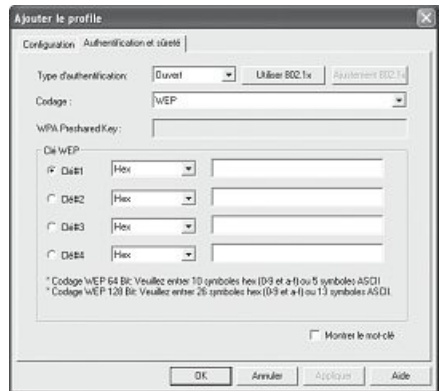 Ajouter le profile
Configuration Authentification et sûreté
Type d'authentification: Ouvert Utiliser 802.1x Ajustement 802.1x
Codage : WEP
WPA Preshared Key :
Clé WEP
Clé#1 Hex
Clé#2 Hex
Clé#3 Hex
Clé#4 Hex
* Codage WEP 64 Bit: Veuillez entrer 10 symboles hex (0-9 et a-f) ou 5 symboles ASCII
* Codage WEP 128 Bit: Veuillez entrer 26 symboles hex (0-9 et a-f) ou 13 symboles ASCII.
Montrer le mot-clé
OK Annuler Applique Aide